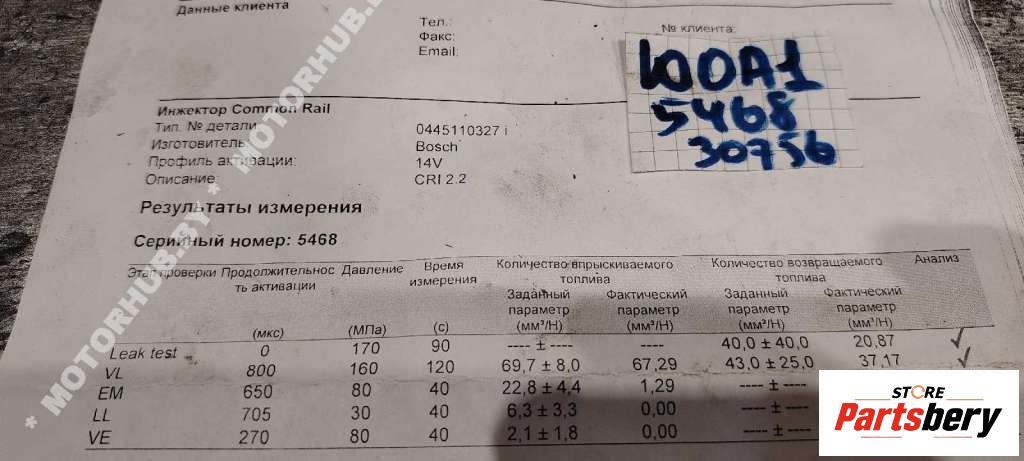 Данные клиента
Тел.:
Факс:
Email:
№ клиента:
100A1
5468
30756
Инжектор Common Rail
Тип. № детали
0445110327 i
Изготовитель
Bosch
Профиль активации:
14V
Описание:
CRI 2.2
Результаты измерения
Серийный номер: 5468
Этап проверки Продолжительнос ть активации (мкс) Давление (МПа) Время измерения (с) Количество впрыскиваемого топлива Количество возвращаемого топлива Анализ
Заданный параметр (мм³/H) Фактический параметр (мм³/H) Заданный параметр (мм³/H) Фактический параметр (мм³/H)
Leak test 0 170 90 ---- ± ---- ---- 40,0 ± 40,0 20,87
VL 800 160 120 69,7 ± 8,0 67,29 43,0 ± 25,0 37,17
EM 650 80 40 22,8 ± 4,4 1,29 ---- ± ----
LL 705 30 40 6,3 ± 3,3 0,00 ---- ± ----
VE 270 80 40 2,1 ± 1,8 0,00 ---- ± ----
* MOTORHUB.BY * MOTORHUB.BY
STORE
Partsbery